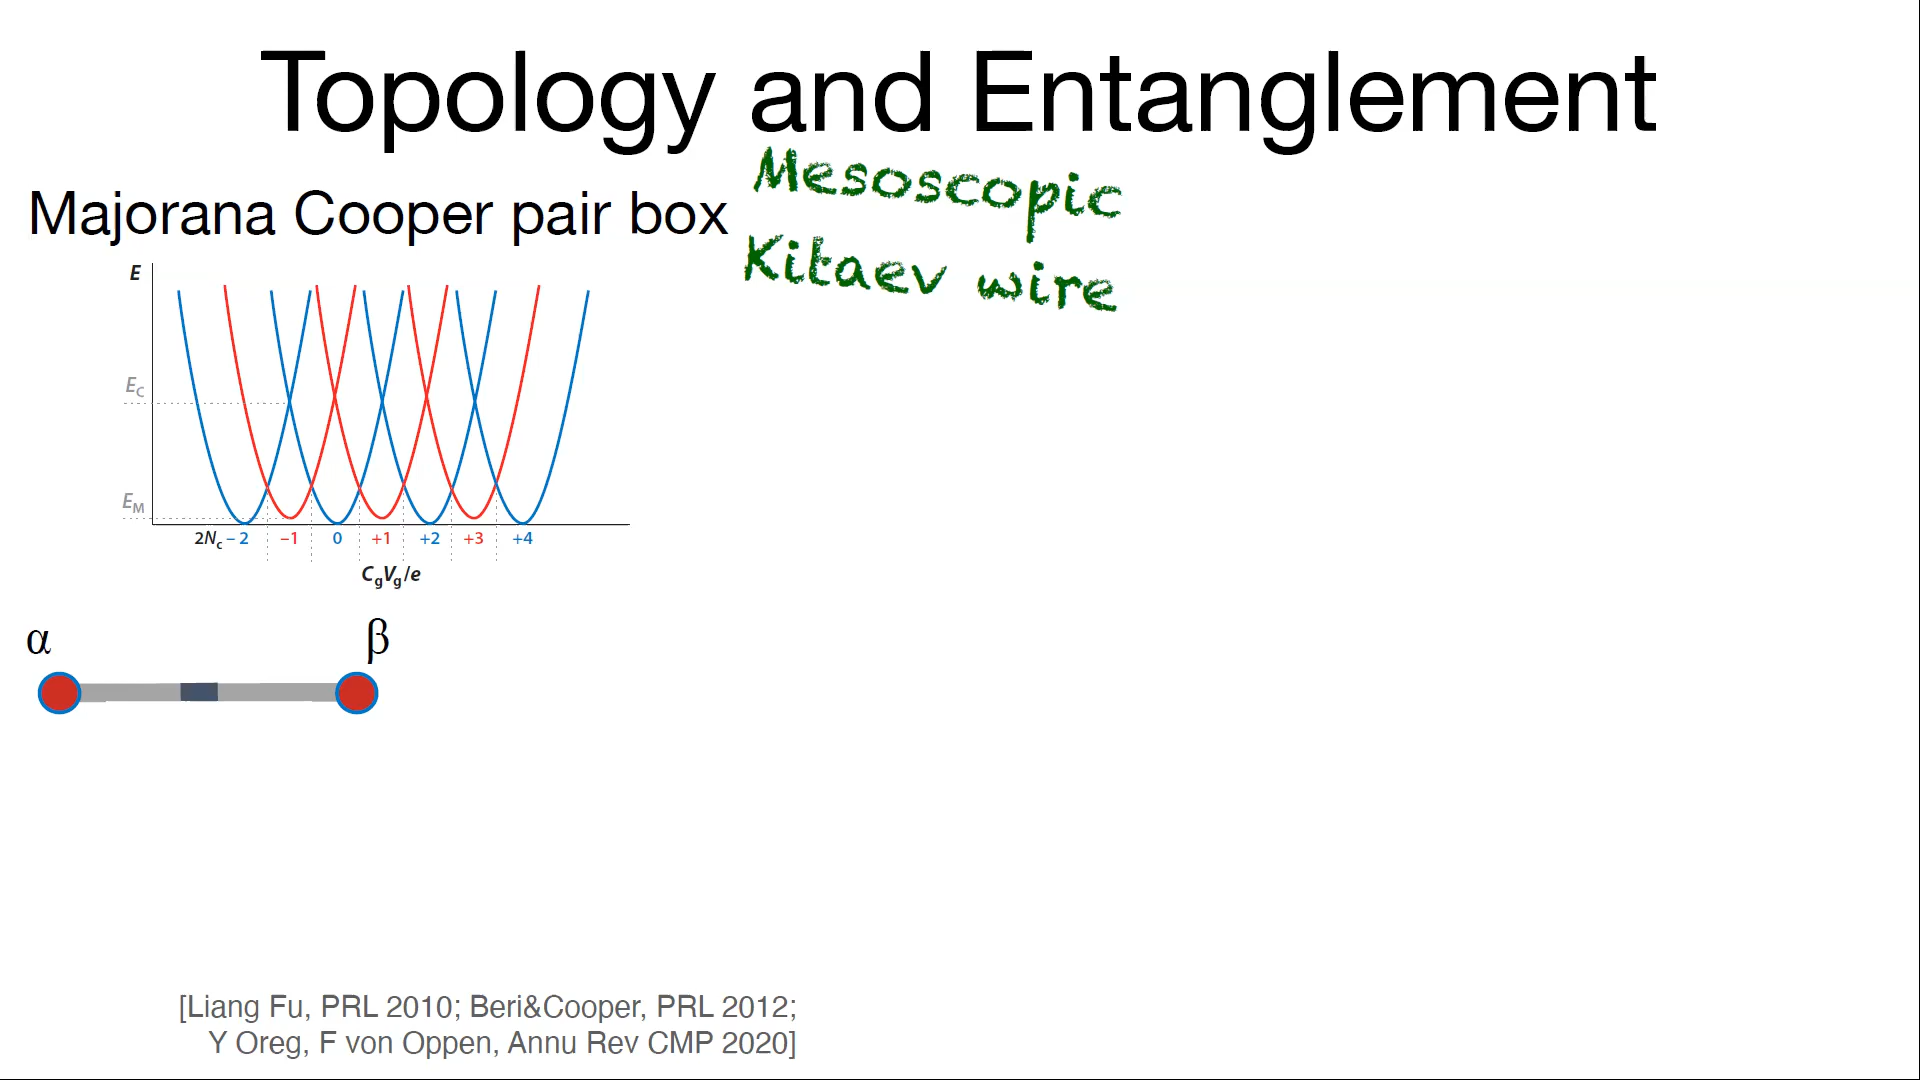 Topology and Entanglement
Majorana Cooper pair box
Mesoscopic
Kitaev wire
E
E_C
E_M
2N_c – 2 –1 0 +1 +2 +3 +4
C_gV_g/e
α β
[Liang Fu, PRL 2010; Beri&Cooper, PRL 2012;
Y Oreg, F von Oppen, Annu Rev CMP 2020]